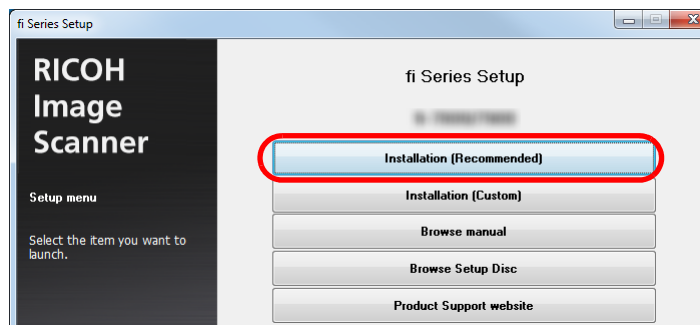 fi Series Setup
RICOH
Image
Scanner
Setup menu
Select the item you want to
launch.
fi Series Setup
Installation (Recommended)
Installation (Custom)
Browse manual
Browse Setup Disc
Product Support website